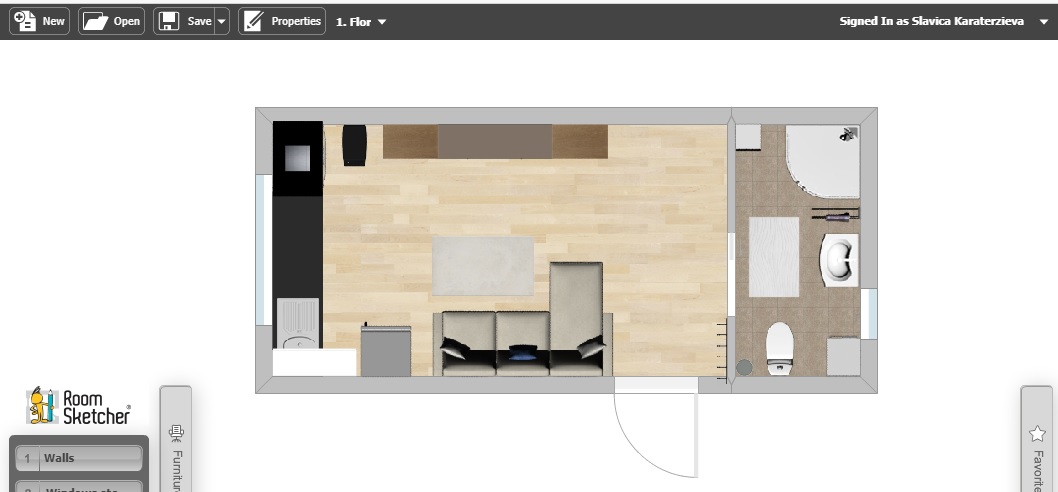 New Open Save Properties 1. Flor Signed In as Slavica Karaterzieva
Room
Sketcher®
1 Walls
Furnitur
Favorite